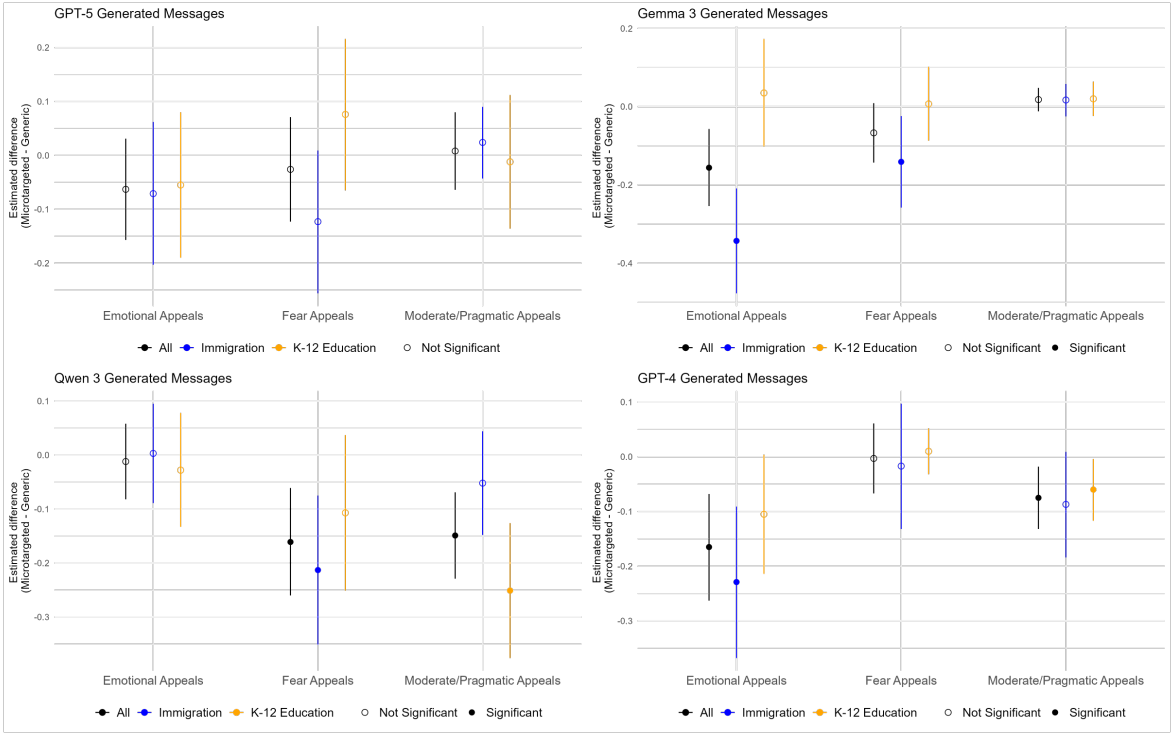 GPT-5 Generated Messages
Estimated difference
(Microtargeted - Generic)
0.2
0.1
0.0
-0.1
-0.2
Emotional Appeals Fear Appeals Moderate/Pragmatic Appeals
All Immigration K-12 Education Not Significant
Gemma 3 Generated Messages
Estimated difference
(Microtargeted - Generic)
0.2
0.0
-0.2
-0.4
Emotional Appeals Fear Appeals Moderate/Pragmatic Appeals
All Immigration K-12 Education Not Significant Significant
Qwen 3 Generated Messages
Estimated difference
(Microtargeted - Generic)
0.1
0.0
-0.1
-0.2
-0.3
Emotional Appeals Fear Appeals Moderate/Pragmatic Appeals
All Immigration K-12 Education Not Significant Significant
GPT-4 Generated Messages
Estimated difference
(Microtargeted - Generic)
0.1
0.0
-0.1
-0.2
-0.3
Emotional Appeals Fear Appeals Moderate/Pragmatic Appeals
All Immigration K-12 Education Not Significant Significant